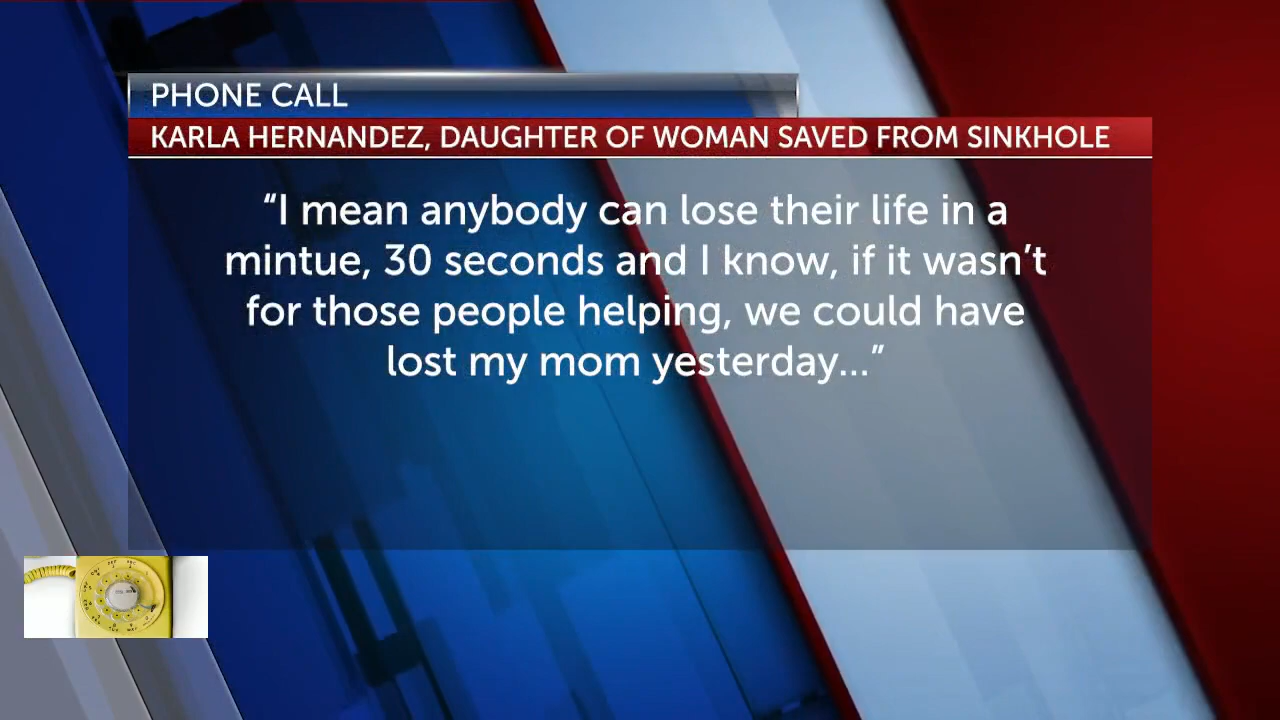 PHONE CALL
KARLA HERNANDEZ, DAUGHTER OF WOMAN SAVED FROM SINKHOLE
“I mean anybody can lose their life in a
mintue, 30 seconds and I know, if it wasn’t
for those people helping, we could have
lost my mom yesterday...”